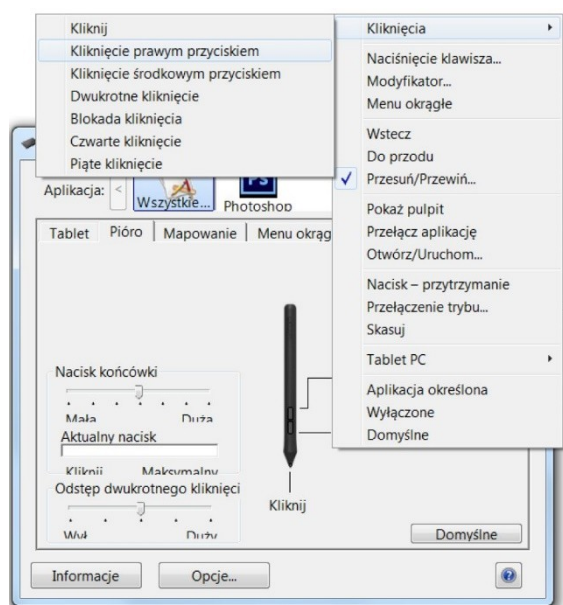 Kliknij
Kliknięcie prawym przyciskiem
Kliknięcie środkowym przyciskiem
Dwukrotne kliknięcie
Blokada kliknięcia
Czwarte kliknięcie
Piąte kliknięcie
Kliknięcia
Naciśnięcie klawisza...
Modyfikator...
Menu okrągłe
Wstecz
Do przodu
Przesuń/Przewiń...
Pokaż pulpit
Przełącz aplikację
Otwórz/Uruchom...
Nacisk – przytrzymanie
Przełączenie trybu...
Skasuj
Tablet PC
Aplikacja określona
Wyłączone
Domyślne
Aplikacja:
<
Wszystkie...
Ps
Photoshop
Tablet
Pióro
Mapowanie
Menu okrąg
Nacisk końcówki
Mała
Duża
Aktualny nacisk
Kliknij
Maksymalny
Odstęp dwukrotnego kliknięci
Wył
Duży
Kliknij
Domyślne
Informacje
Opcje...
?